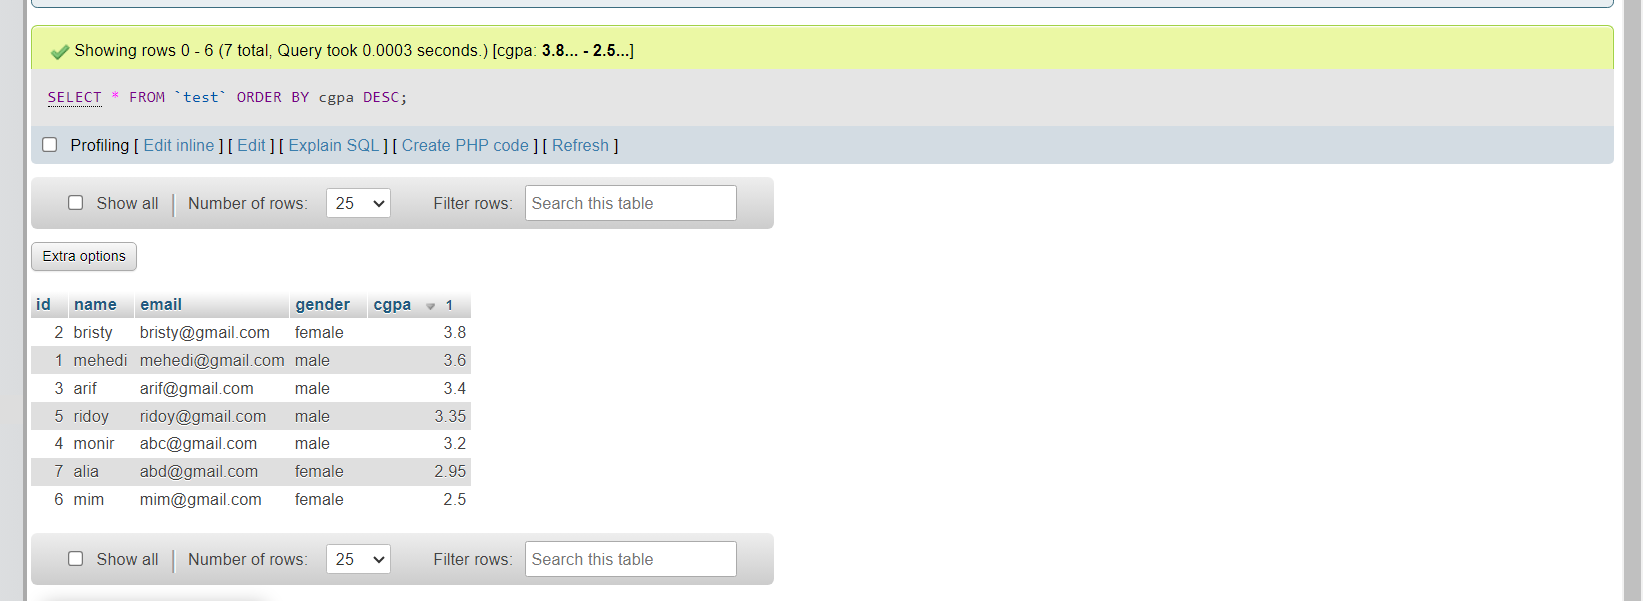 Showing rows 0 - 6 (7 total, Query took 0.0003 seconds.) [cgpa: 3.8... - 2.5...]
SELECT * FROM `test` ORDER BY cgpa DESC;
Profiling [ Edit inline ] [ Edit ] [ Explain SQL ] [ Create PHP code ] [ Refresh ]
Show all Number of rows: 25 Filter rows: Search this table
Extra options
id name email gender cgpa 1
2 bristy bristy@gmail.com female 3.8
1 mehedi mehedi@gmail.com male 3.6
3 arif arif@gmail.com male 3.4
5 ridoy ridoy@gmail.com male 3.35
4 monir abc@gmail.com male 3.2
7 alia abd@gmail.com female 2.95
6 mim mim@gmail.com female 2.5
Show all Number of rows: 25 Filter rows: Search this table